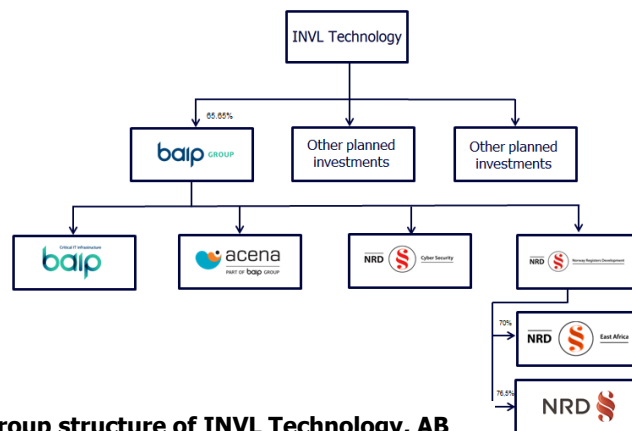 INVL Technology
65.65%
baip GROUP
Other planned
investments
Other planned
investments
Critical IT Infrastructure
baip
acena
PART OF baip GROUP
NRD Cyber Security
NRD Norway Registers Development
70%
NRD East Africa
76,5%
NRD
roup structure of INVL Technology, AB